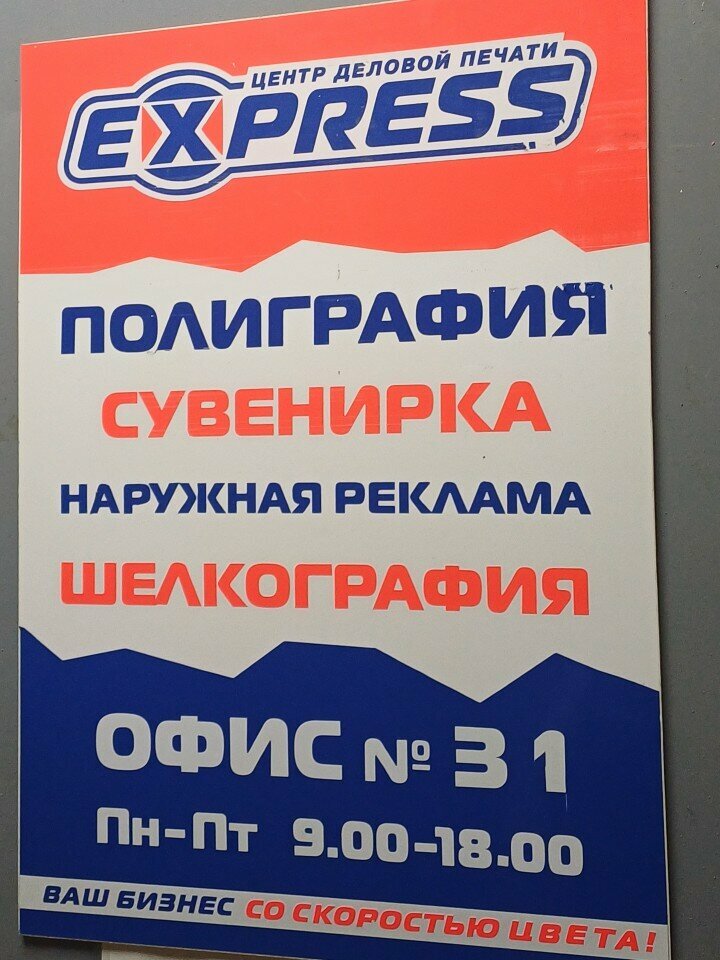 ЦЕНТР ДЕЛОВОЙ ПЕЧАТИ
EXPRESS
ПОЛИГРАФИЯ
СУВЕНИРКА
НАРУЖНАЯ РЕКЛАМА
ШЕЛКОГРАФИЯ
ОФИС № 31
Пн-Пт 9.00-18.00
ВАШ БИЗНЕС СО СКОРОСТЬЮ ЦВЕТА!